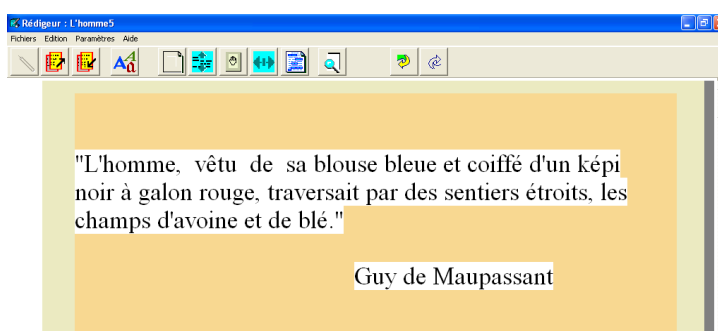 Rédigeur : L'homme5
Fichiers Edition Paramètres Aide
"L'homme,  vêtu  de  sa blouse bleue et coiffé d'un képi
noir à galon rouge, traversait par des sentiers étroits, les
champs d'avoine et de blé."
Guy de Maupassant